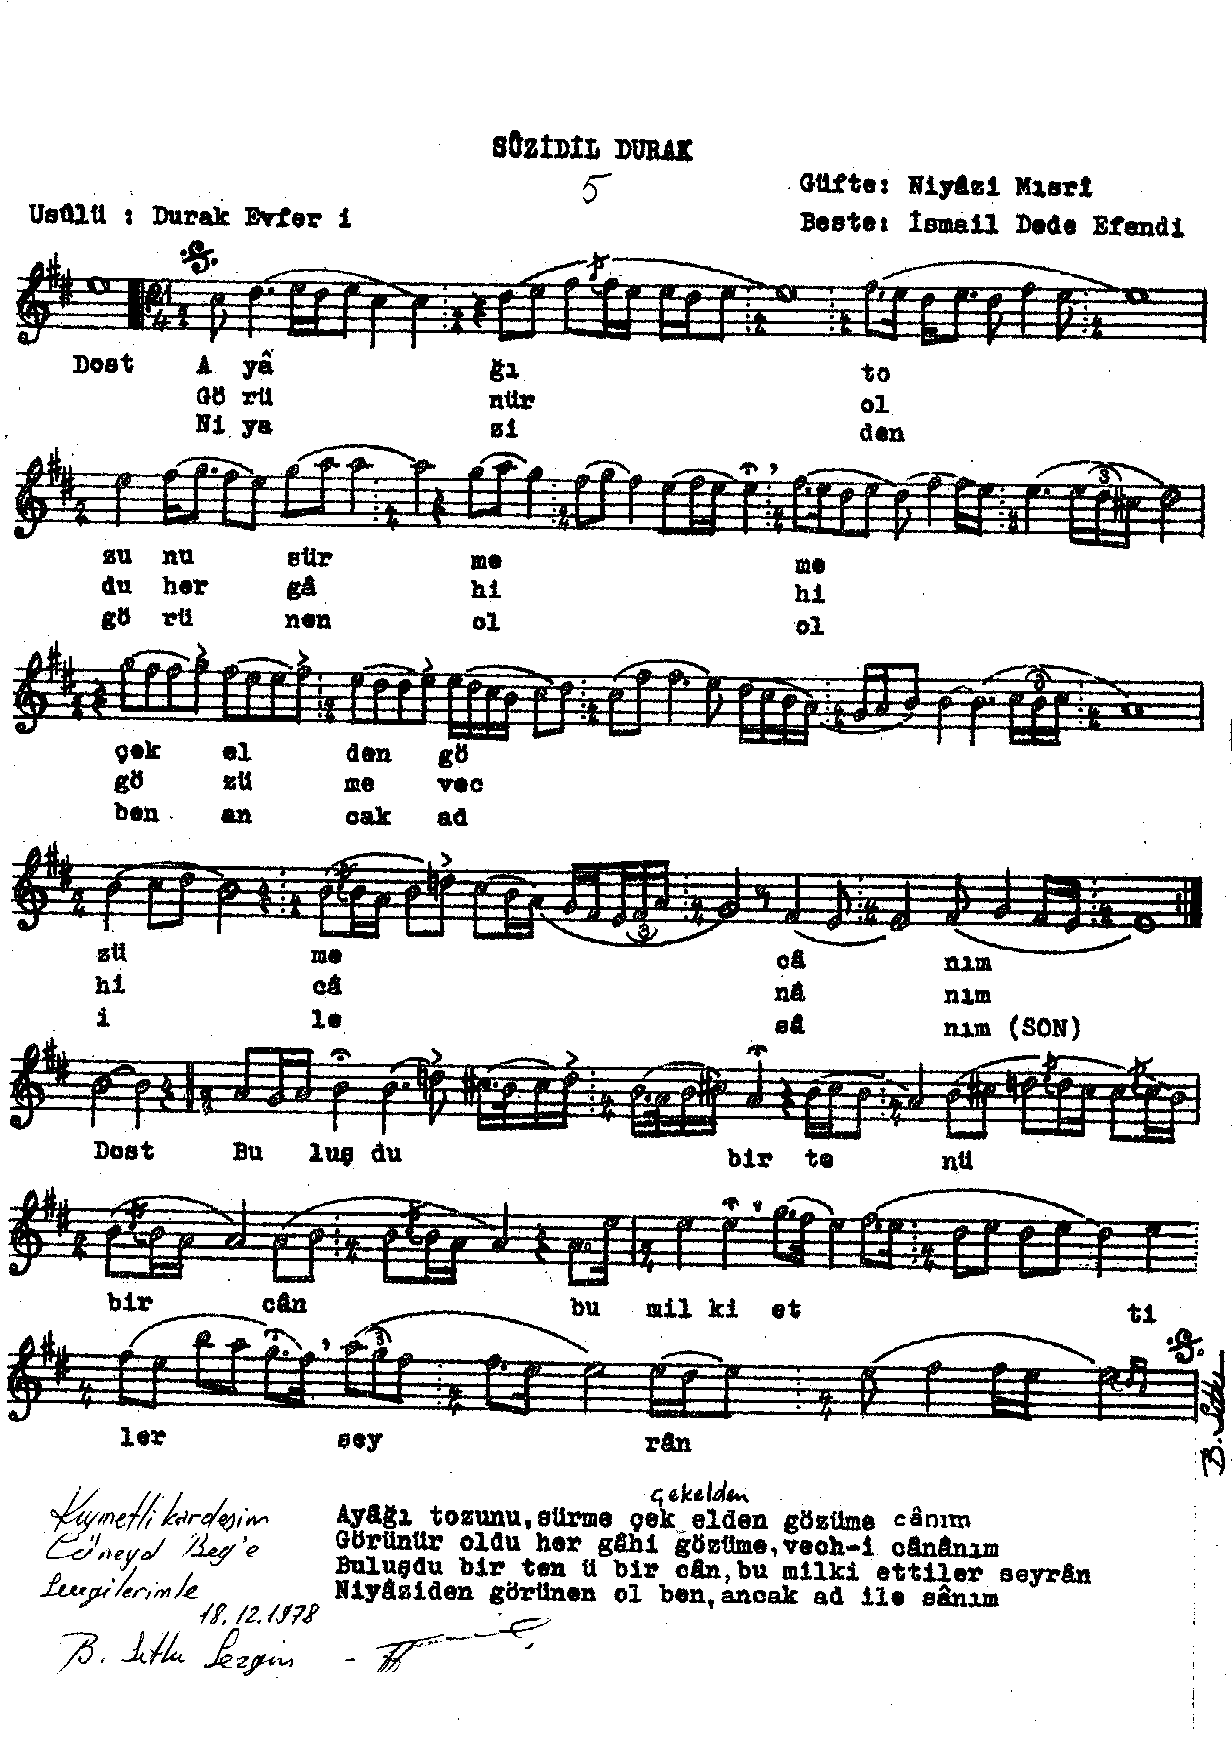 SÛZİDİL DURAK
5
Güfte: Niyâzi Mısrî
Usûlü : Durak Evfer i
Beste: İsmail Dede Efendi
Dost A yâ ğı to
Gö rü nür ol
Ni ya zi den
zu nu sür me me
du her gâ hi hi
gö rü nen ol ol
çek el den gö
gö zü me vec
ben an cak ad
zü me câ nım
hi câ nâ nım
i le sâ nım (SON)
Dost Bu luş du bir te nü
bir cân bu mil ki et ti
ler sey rân
B. Sıtkı
çekelden
Ayâğı tozunu,sürme çek elden gözüme cânım
Görünür oldu her gâhi gözüme,vech-i cânânım
Buluşdu bir ten ü bir cân,bu milki ettiler seyrân
Niyâziden görünen ol ben,ancak ad ile sânım
Kıymetli kardeşim
Cüneyd Beğ'e
Sevgilerimle
18.12.1978
B. Sıtkı Sezgin